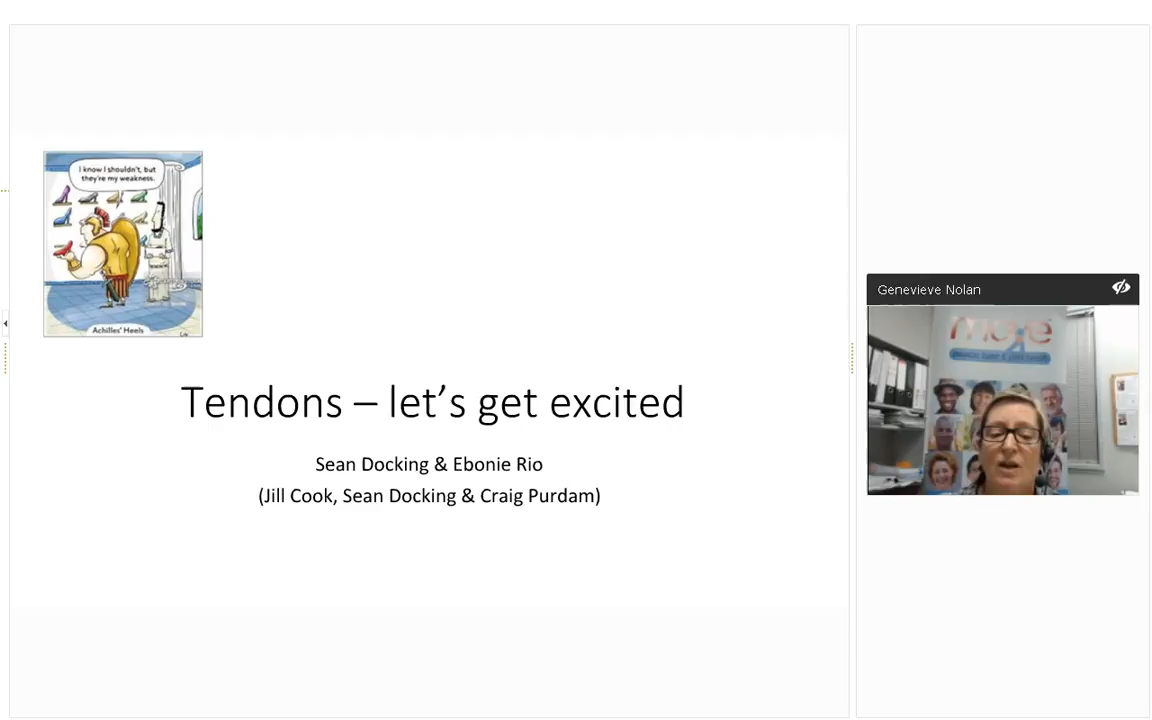 I know I shouldn't, but
they're my weakness.
Achilles' Heels
Tendons – let's get excited
Sean Docking & Ebonie Rio
(Jill Cook, Sean Docking & Craig Purdam)
Genevieve Nolan
move